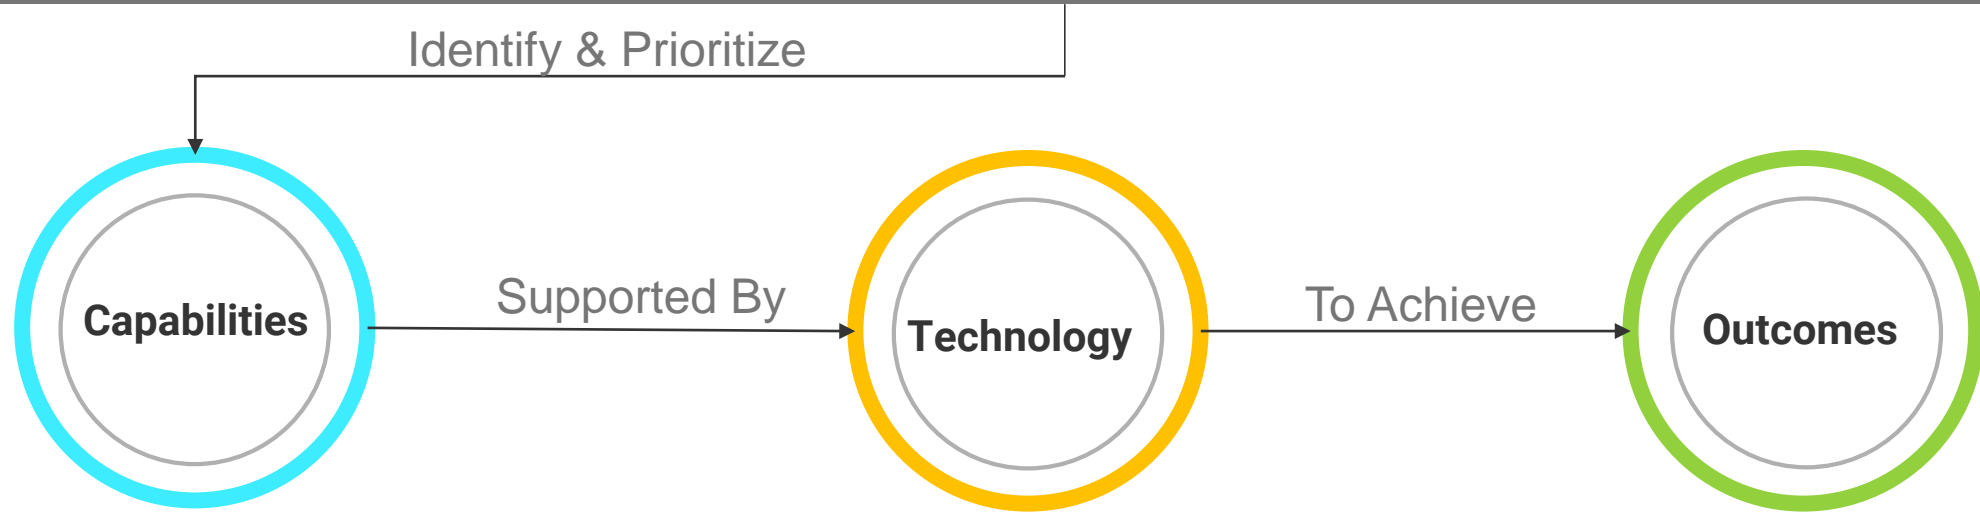 Identify & Prioritize
Capabilities
Supported By
Technology
To Achieve
Outcomes